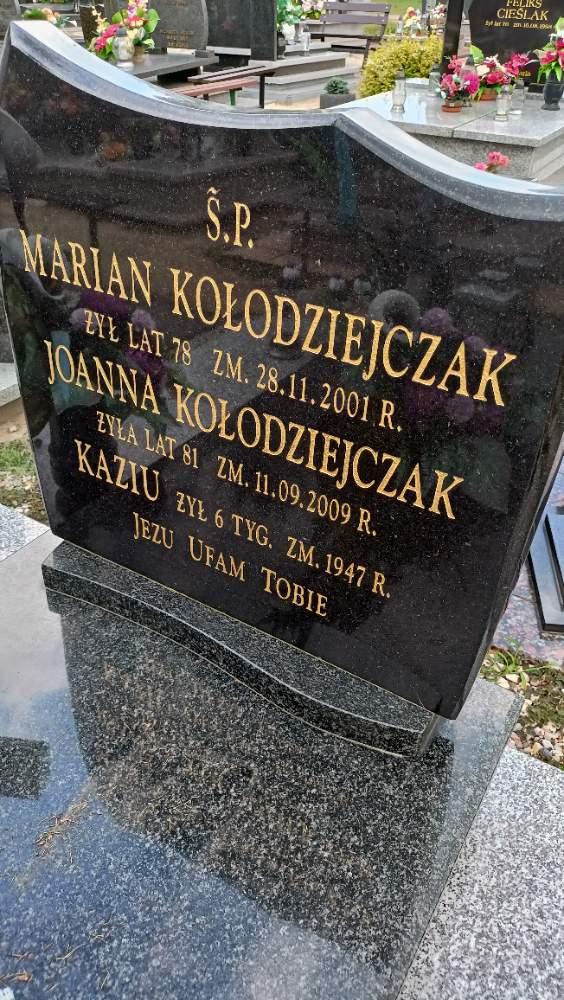 FELIKS
CIEŚLAK
Ś.P.
MARIAN KOŁODZIEJCZAK
ŻYŁ LAT 78 ZM. 28.11.2001 R.
JOANNA KOŁODZIEJCZAK
ŻYŁA LAT 81 ZM. 11.09.2009 R.
KAZIU ŻYŁ 6 TYG. ZM. 1947 R.
JEZU UFAM TOBIE